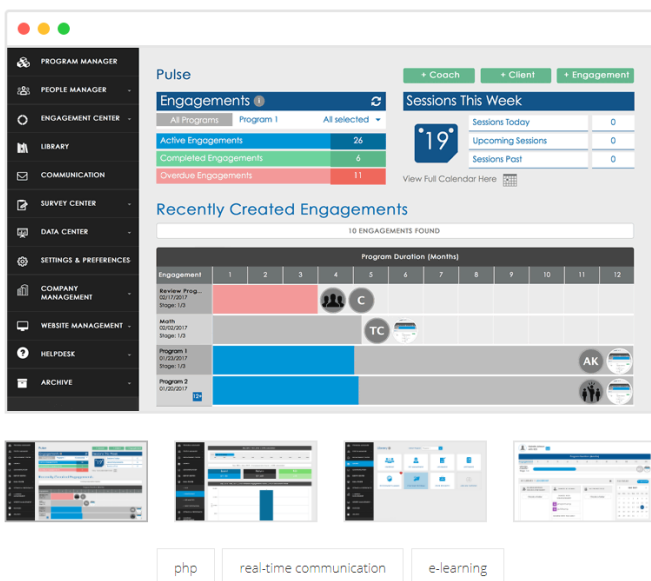 PROGRAM MANAGER
PEOPLE MANAGER
ENGAGEMENT CENTER
LIBRARY
COMMUNICATION
SURVEY CENTER
DATA CENTER
SETTINGS & PREFERENCES
COMPANY
MANAGEMENT
WEBSITE MANAGEMENT
HELPDESK
ARCHIVE
Pulse
+ Coach + Client + Engagement
Engagements
All Programs Program 1 All selected
Active Engagements 26
Completed Engagements 6
Overdue Engagements 11
Sessions This Week
19
Sessions Today 0
Upcoming Sessions 0
Sessions Past 0
View Full Calendar Here
Recently Created Engagements
10 ENGAGEMENTS FOUND
Program Duration (Months)
Engagement 1 2 3 4 5 6 7 8 9 10 11 12
Review Prog...
02/17/2017
Stage: 1/3
C
Math
02/02/2017
Stage: 1/3
TC
Program 1
01/23/2017
Stage: 1/3
AK
Program 2
01/20/2017
12+
php real-time communication e-learning